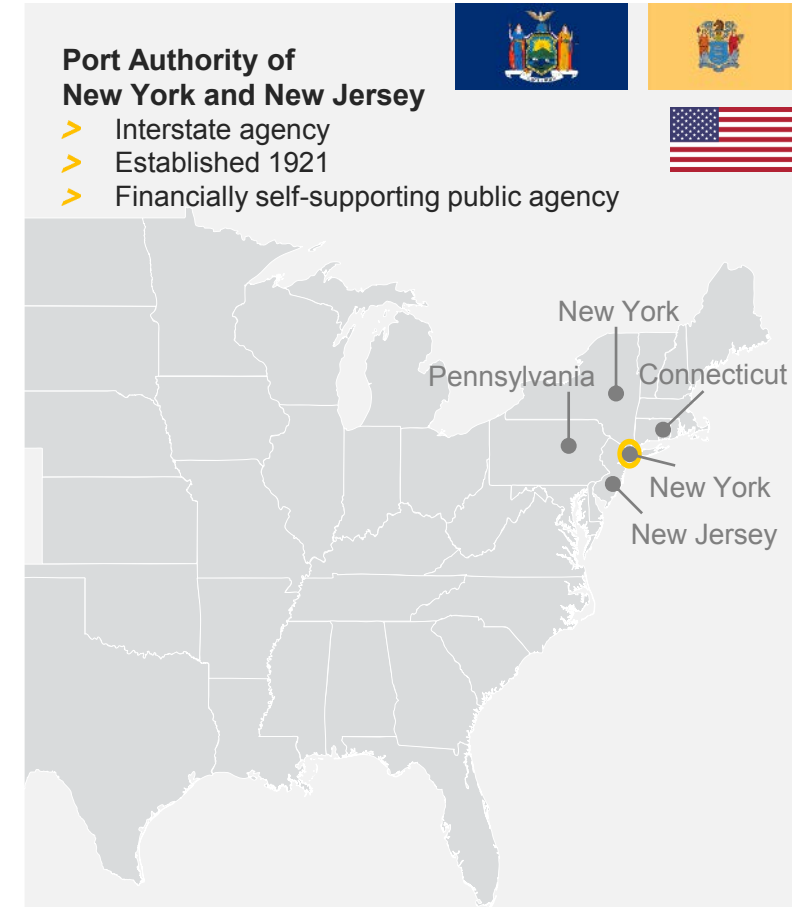 Port Authority of
New York and New Jersey
> Interstate agency
> Established 1921
> Financially self-supporting public agency
New York
Pennsylvania
Connecticut
New York
New Jersey